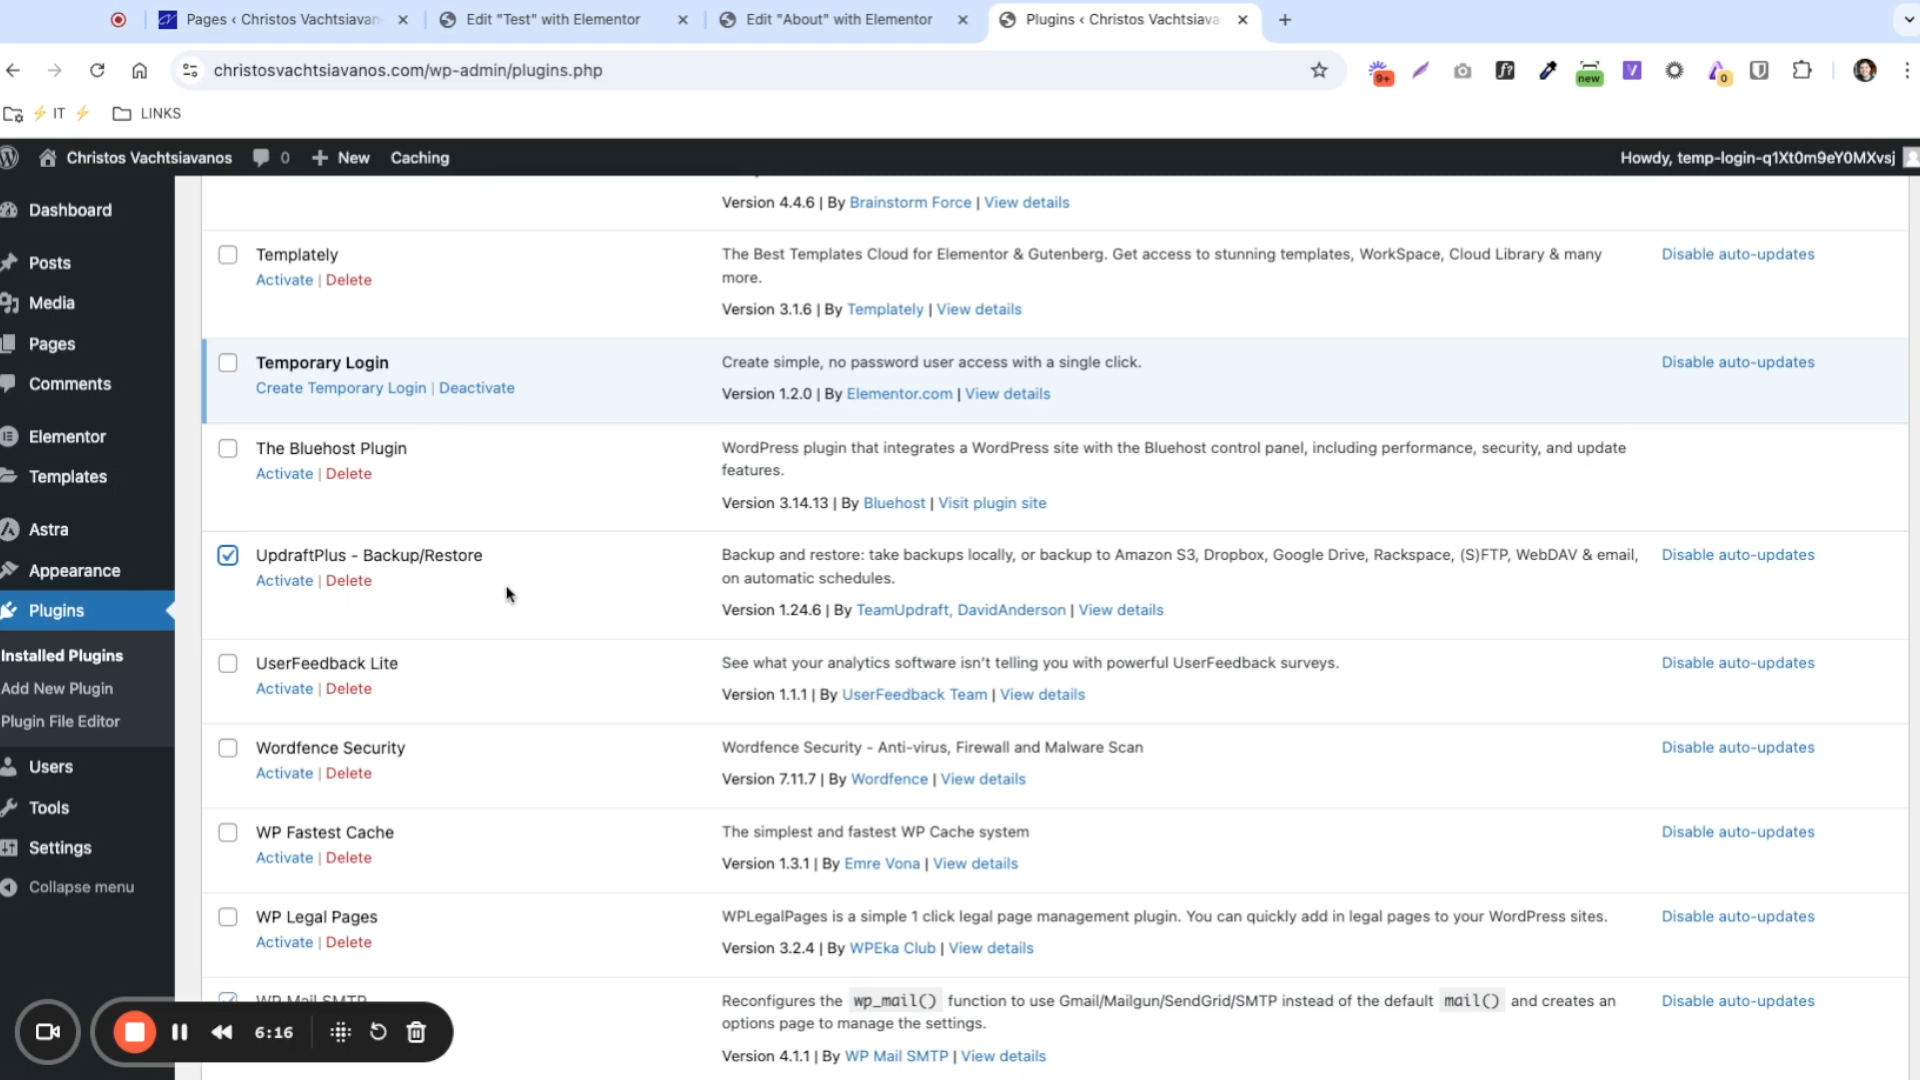 Pages ‹ Christos Vachtsiavan
Edit "Test" with Elementor
Edit "About" with Elementor
Plugins ‹ Christos Vachtsiava
christosvachtsiavanos.com/wp-admin/plugins.php
9+
f?
new
V
0
IT
LINKS
Christos Vachtsiavanos
0
New
Caching
Howdy, temp-login-q1Xt0m9eY0MXvsj
Dashboard
Posts
Media
Pages
Comments
Elementor
Templates
Astra
Appearance
Plugins
Installed Plugins
Add New Plugin
Plugin File Editor
Users
Tools
Settings
Collapse menu
Version 4.4.6 | By Brainstorm Force | View details
Templately
Activate | Delete
The Best Templates Cloud for Elementor & Gutenberg. Get access to stunning templates, WorkSpace, Cloud Library & many
more.
Version 3.1.6 | By Templately | View details
Disable auto-updates
Temporary Login
Create Temporary Login | Deactivate
Create simple, no password user access with a single click.
Version 1.2.0 | By Elementor.com | View details
Disable auto-updates
The Bluehost Plugin
Activate | Delete
WordPress plugin that integrates a WordPress site with the Bluehost control panel, including performance, security, and update
features.
Version 3.14.13 | By Bluehost | Visit plugin site
UpdraftPlus - Backup/Restore
Activate | Delete
Backup and restore: take backups locally, or backup to Amazon S3, Dropbox, Google Drive, Rackspace, (S)FTP, WebDAV & email,
on automatic schedules.
Version 1.24.6 | By TeamUpdraft, DavidAnderson | View details
Disable auto-updates
UserFeedback Lite
Activate | Delete
See what your analytics software isn't telling you with powerful UserFeedback surveys.
Version 1.1.1 | By UserFeedback Team | View details
Disable auto-updates
Wordfence Security
Activate | Delete
Wordfence Security - Anti-virus, Firewall and Malware Scan
Version 7.11.7 | By Wordfence | View details
Disable auto-updates
WP Fastest Cache
Activate | Delete
The simplest and fastest WP Cache system
Version 1.3.1 | By Emre Vona | View details
Disable auto-updates
WP Legal Pages
Activate | Delete
WPLegalPages is a simple 1 click legal page management plugin. You can quickly add in legal pages to your WordPress sites.
Version 3.2.4 | By WPEka Club | View details
Disable auto-updates
WP Mail SMTP
Reconfigures the wp_mail() function to use Gmail/Mailgun/SendGrid/SMTP instead of the default mail() and creates an
options page to manage the settings.
Version 4.1.1 | By WP Mail SMTP | View details
Disable auto-updates
6:16